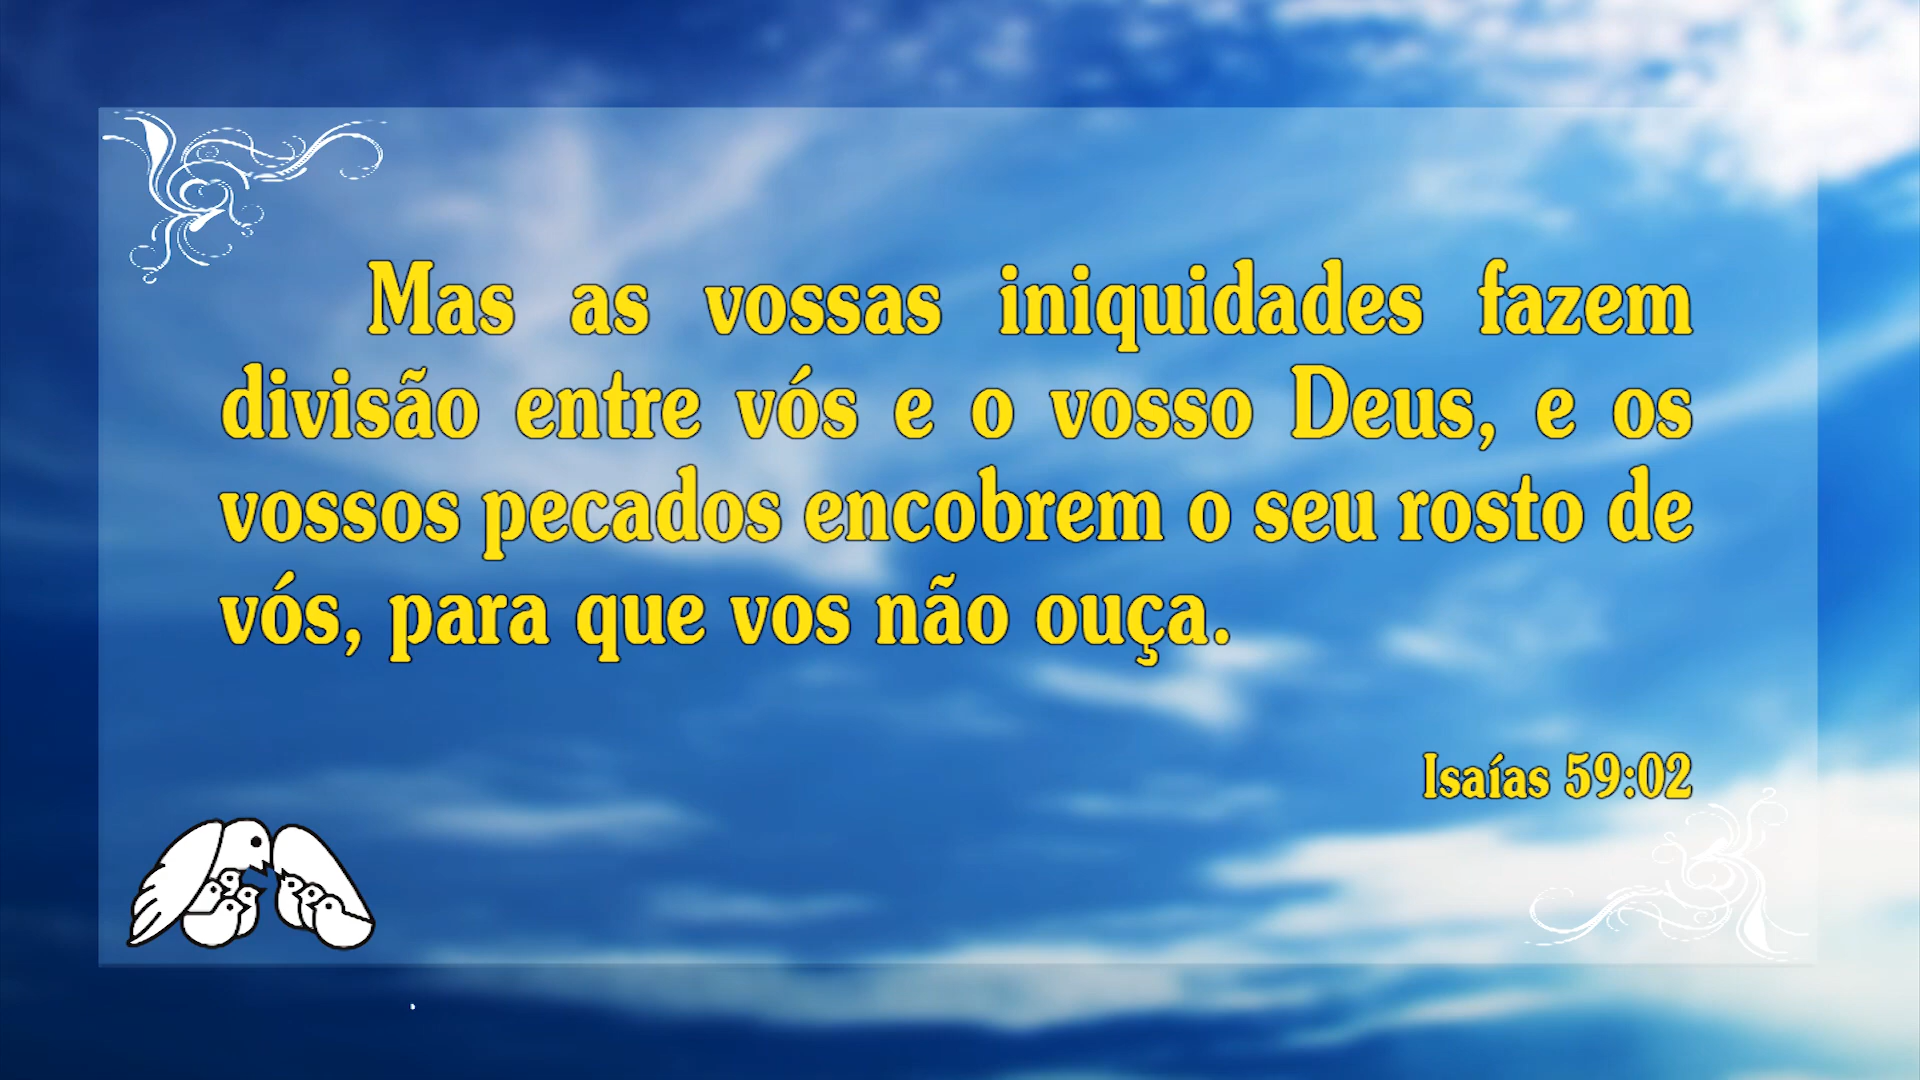 Mas as vossas iniquidades fazem
divisão entre vós e o vosso Deus, e os
vossos pecados encobrem o seu rosto de
vós, para que vos não ouça.
Isaías 59:02